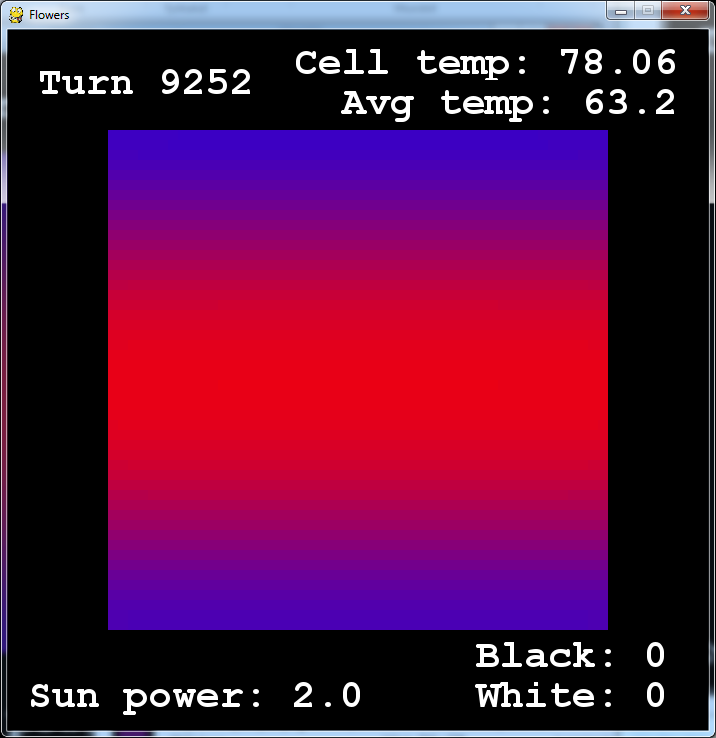 Flowers
Turn 9252
Cell temp: 78.06
Avg temp: 63.2
Black: 0
Sun power: 2.0
White: 0